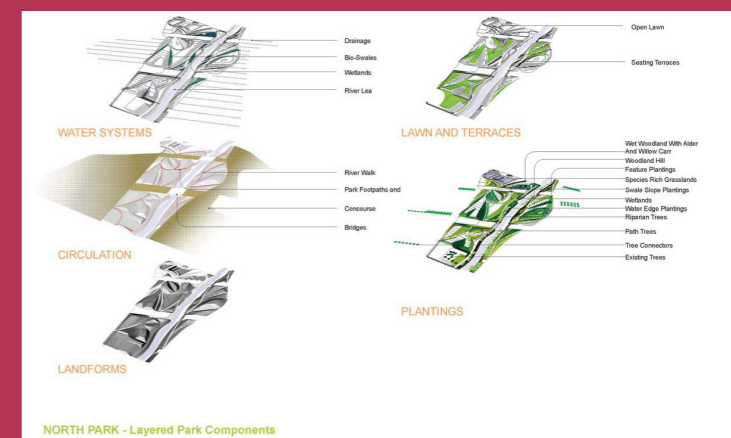 Drainage
Bio-Swales
Wetlands
River Lea
WATER SYSTEMS
Open Lawn
Seating Terraces
LAWN AND TERRACES
River Walk
Park Footpaths and
Concourse
Bridges
CIRCULATION
Wet Woodland With Alder
And Willow Carr
Woodland Hill
Feature Plantings
Species Rich Grasslands
Swale Slope Plantings
Wetlands
Water Edge Plantings
Riparian Trees
Path Trees
Tree Connectors
Existing Trees
PLANTINGS
LANDFORMS
NORTH PARK - Layered Park Components